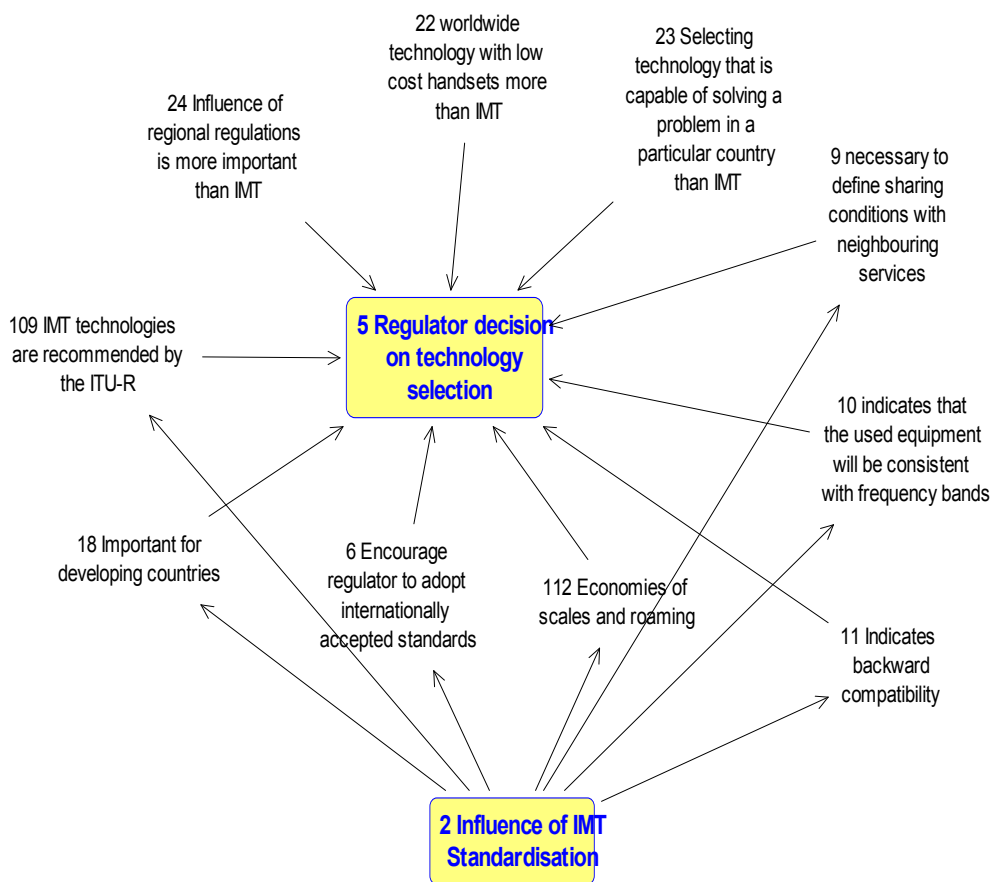 22 worldwide
technology with low
cost handsets more
than IMT
23 Selecting
technology that is
capable of solving a
problem in a
particular country
than IMT
24 Influence of
regional regulations
is more important
than IMT
9 necessary to
define sharing
conditions with
neighbouring
services
109 IMT technologies
are recommended by
the ITU-R
5 Regulator decision
on technology
selection
10 indicates that
the used equipment
will be consistent
with frequency bands
18 Important for
developing countries
6 Encourage
regulator to adopt
internationally
accepted standards
112 Economies of
scales and roaming
11 Indicates
backward
compatibility
2 Influence of IMT
Standardisation